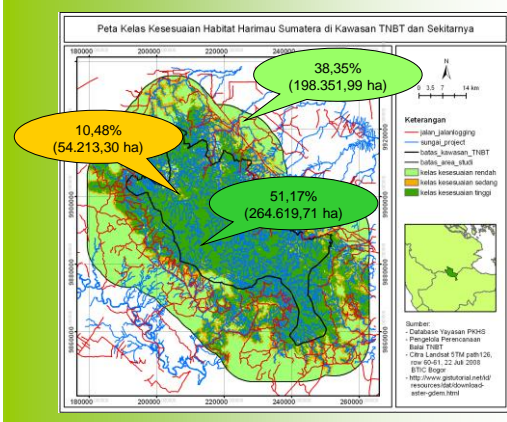 Peta Kelas Kesesuaian Habitat Harimau Sumatera di Kawasan TNBT dan Sekitarnya
180000 200000 220000 240000 260000
38,35%
(198.351,99 ha)
10,48%
(54.213,30 ha)
51,17%
(264.619,71 ha)
9920000
9900000
9880000
9860000
180000 200000 220000 240000 260000
N
0 3,5 7 14 km
Keterangan
jalan_jalanlogging
sungai_project
batas_kawasan_TNBT
batas_area_studi
kelas kesesuaian rendah
kelas kesesuaian sedang
kelas kesesuaian tinggi
Sumber:
- Database Yayasan PKHS
- Pengelola Perencanaan
Balai TNBT
- Citra Landsat 5TM path126,
row 60-61, 22 Juli 2008
BTIC Bogor
- http://www.gistutorial.net/id/
resources/dat/download-
aster-gdem.html